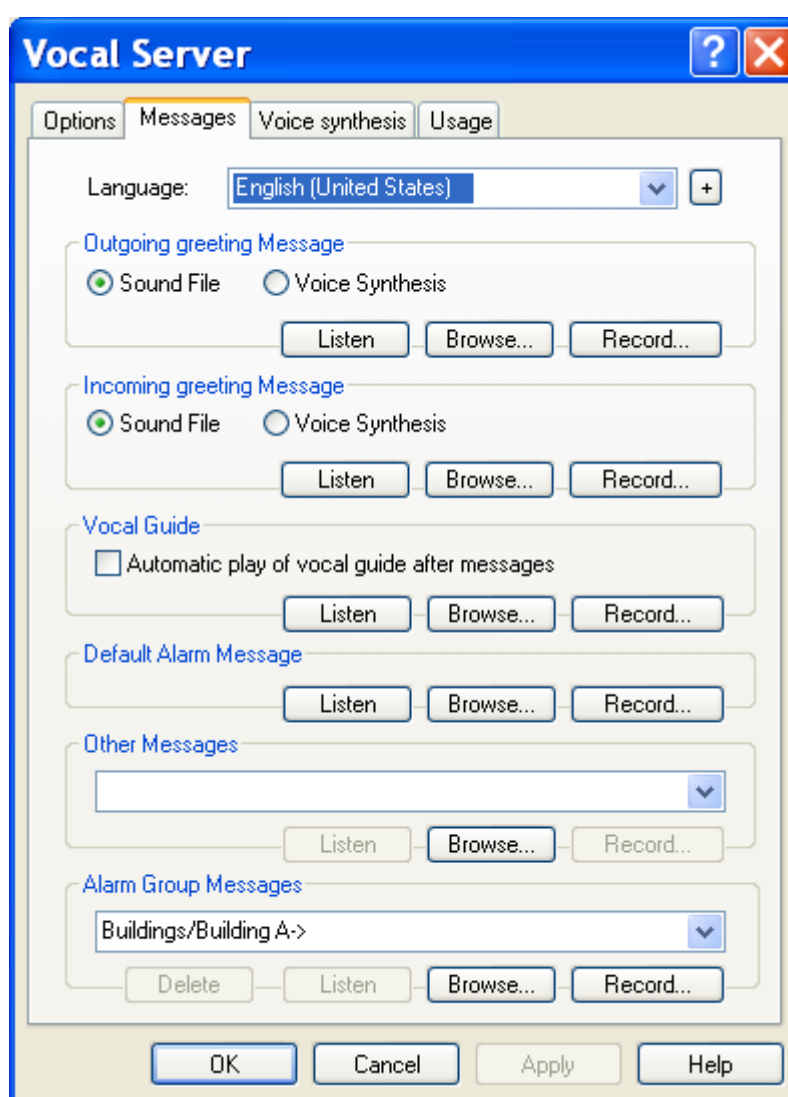 Vocal Server ?
Options Messages Voice synthesis Usage
Language: English (United States) +
Outgoing greeting Message
Sound File Voice Synthesis
Listen Browse... Record...
Incoming greeting Message
Sound File Voice Synthesis
Listen Browse... Record...
Vocal Guide
Automatic play of vocal guide after messages
Listen Browse... Record...
Default Alarm Message
Listen Browse... Record...
Other Messages
Listen Browse... Record...
Alarm Group Messages
Buildings/Building A->
Delete Listen Browse... Record...
OK Cancel Apply Help